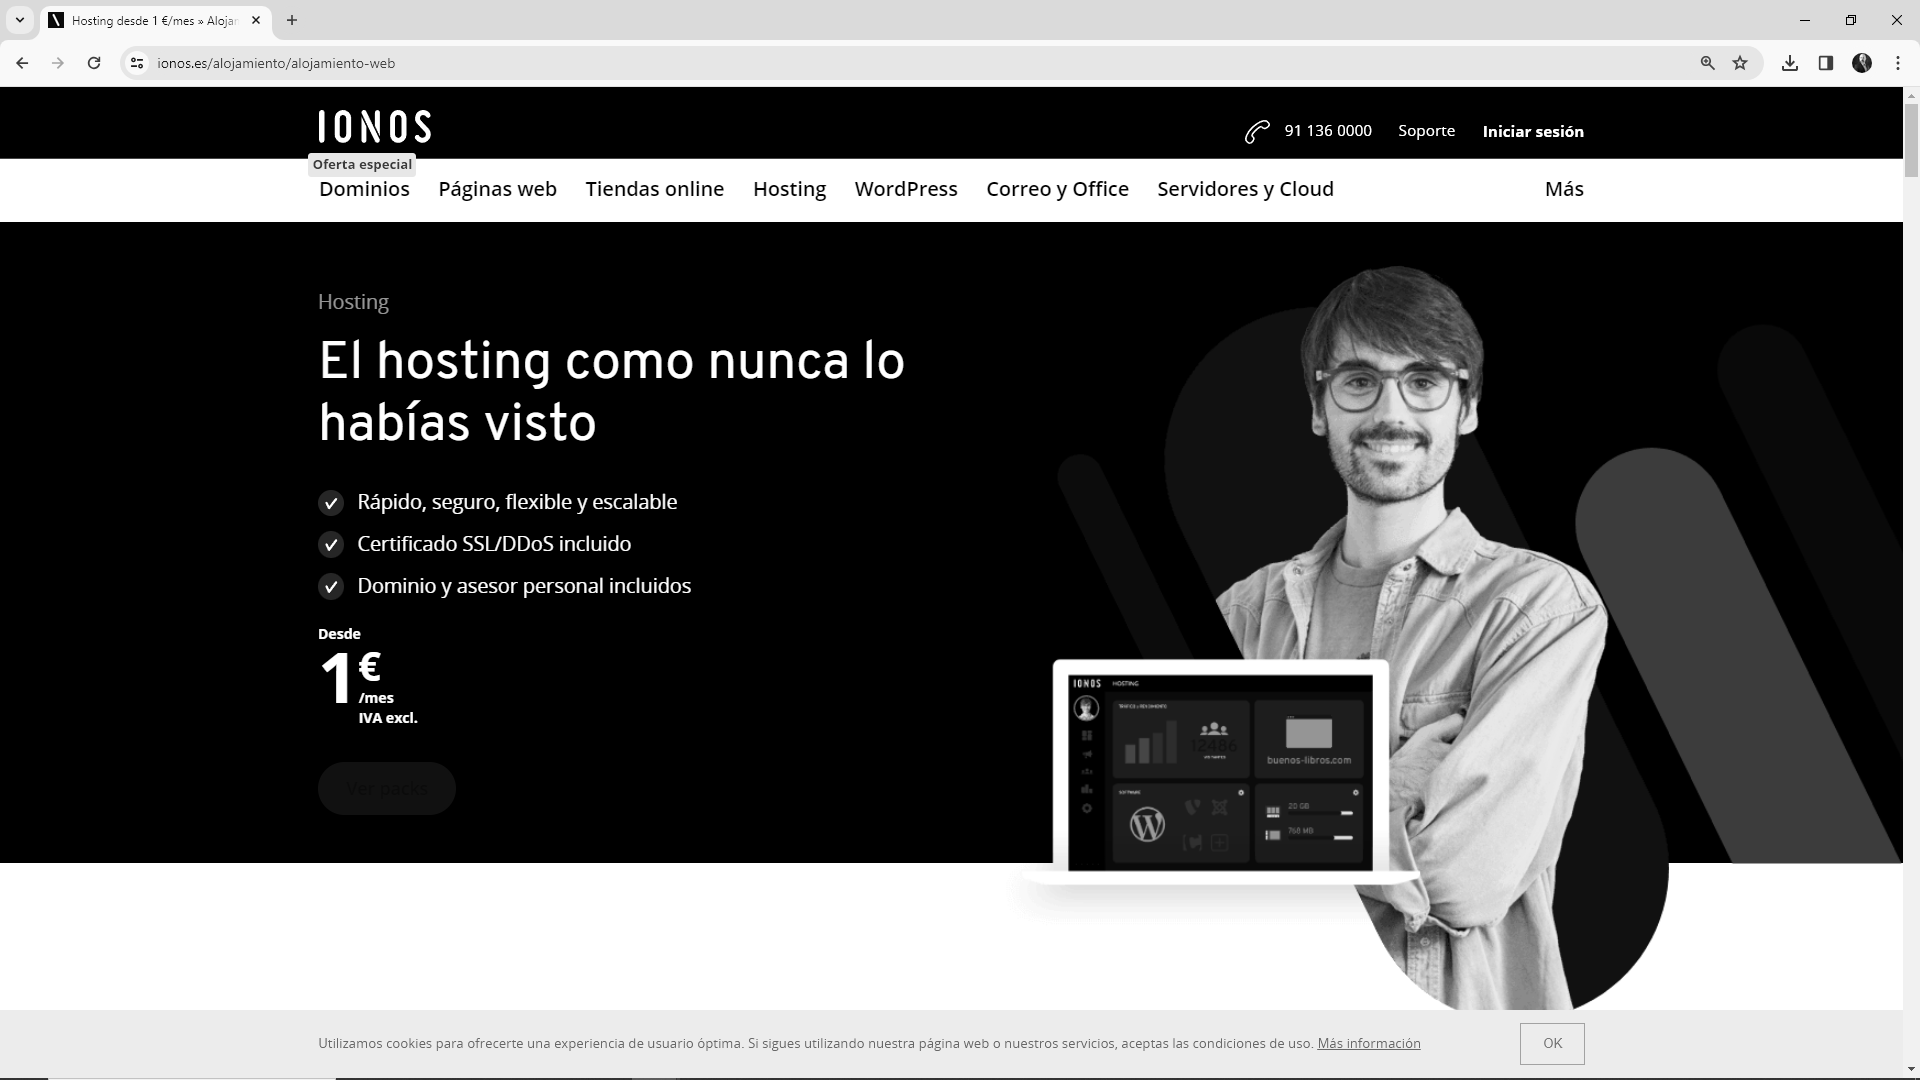 Hosting desde 1 €/mes » Alojar
ionos.es/alojamiento/alojamiento-web
IONOS
91 136 0000 Soporte Iniciar sesión
Oferta especial
Dominios Páginas web Tiendas online Hosting WordPress Correo y Office Servidores y Cloud Más
Hosting
El hosting como nunca lo
habías visto
Rápido, seguro, flexible y escalable
Certificado SSL/DDoS incluido
Dominio y asesor personal incluidos
Desde
1 €
/mes
IVA excl.
Ver packs
IONOS HOSTING
TRÁFICO y RENDIMIENTO
12486
buenos-libros.com
SOFTWARE
20 GB
768 MB
Utilizamos cookies para ofrecerte una experiencia de usuario óptima. Si sigues utilizando nuestra página web o nuestros servicios, aceptas las condiciones de uso. Más información OK